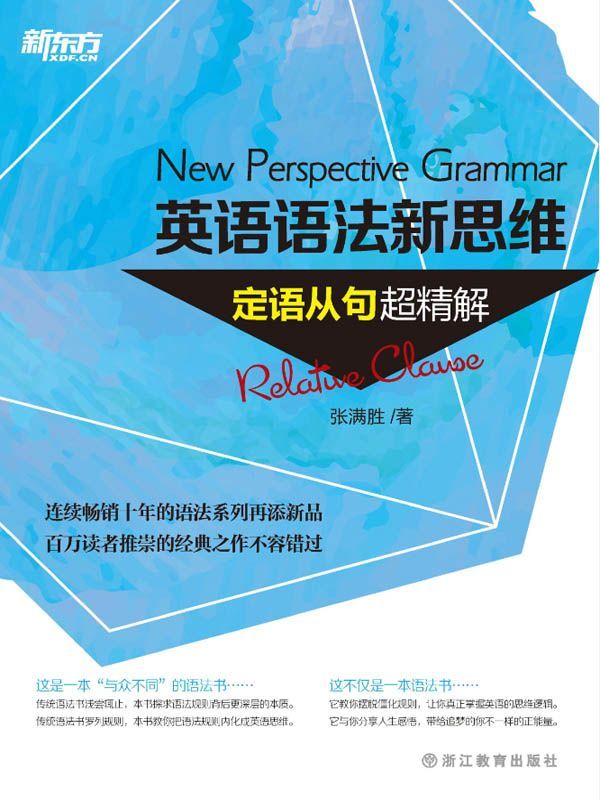 新东方
XDF.CN
New Perspective Grammar
英语语法新思维
定语从句超精解
Relative Clause
张满胜 /著
连续畅销十年的语法系列再添新品
百万读者推崇的经典之作不容错过
这是一本“与众不同”的语法书……
传统语法书浅尝辄止，本书探求语法规则背后更深层的本质。
传统语法书罗列规则，本书教你把语法规则内化成英语思维。
这不仅是一本语法书……
它教你摆脱僵化规则，让你真正掌握英语的思维逻辑。
它与你分享人生感悟，带给追梦的你不一样的正能量。
浙江教育出版社